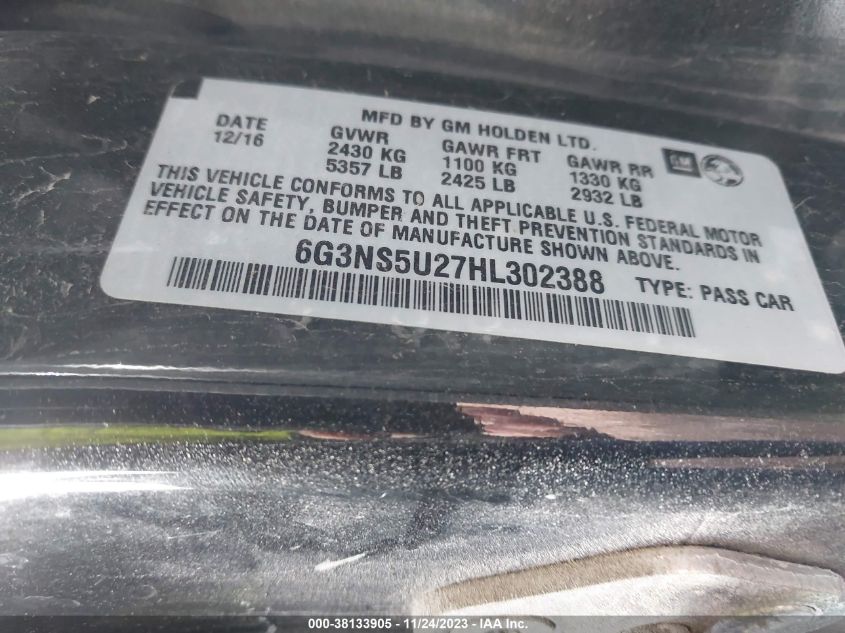 MFD BY GM HOLDEN LTD.
DATE GVWR GAWR FRT GAWR RR
12/16 2430 KG 1100 KG 1330 KG
5357 LB 2425 LB 2932 LB
GM
THIS VEHICLE CONFORMS TO ALL APPLICABLE U.S. FEDERAL MOTOR
VEHICLE SAFETY, BUMPER AND THEFT PREVENTION STANDARDS IN
EFFECT ON THE DATE OF MANUFACTURE SHOWN ABOVE.
6G3NS5U27HL302388 TYPE: PASS CAR
000-38133905 - 11/24/2023 - IAA Inc.